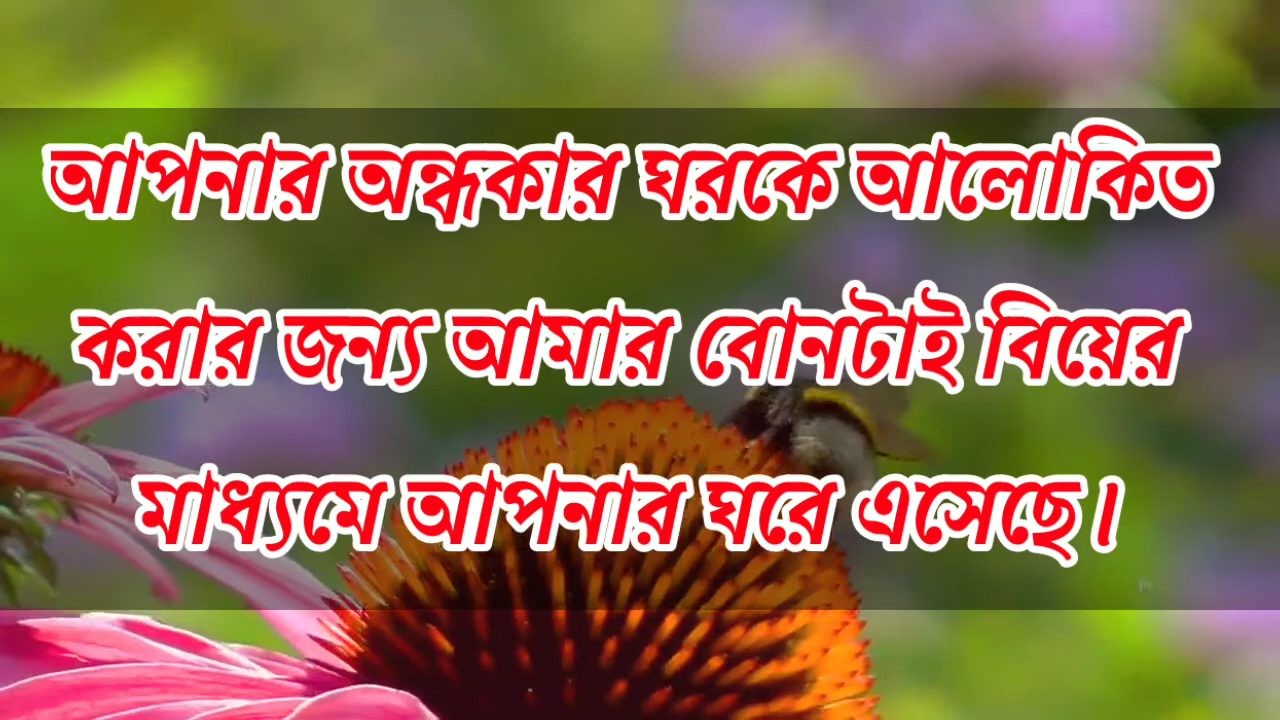 আপনার অন্ধকার ঘরকে আলোকিত
করার জন্য আমার বোনটাই বিয়ের
মাধ্যমে আপনার ঘরে এসেছে।